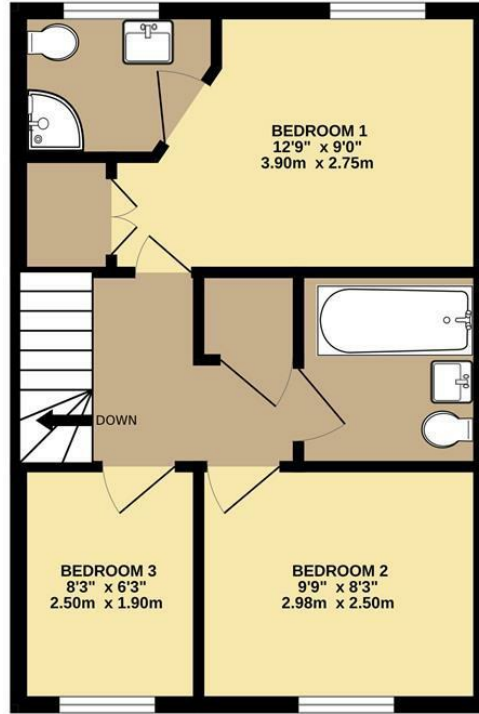 BEDROOM 1
12'9" x 9'0"
3.90m x 2.75m
DOWN
BEDROOM 3
8'3" x 6'3"
2.50m x 1.90m
BEDROOM 2
9'9" x 8'3"
2.98m x 2.50m